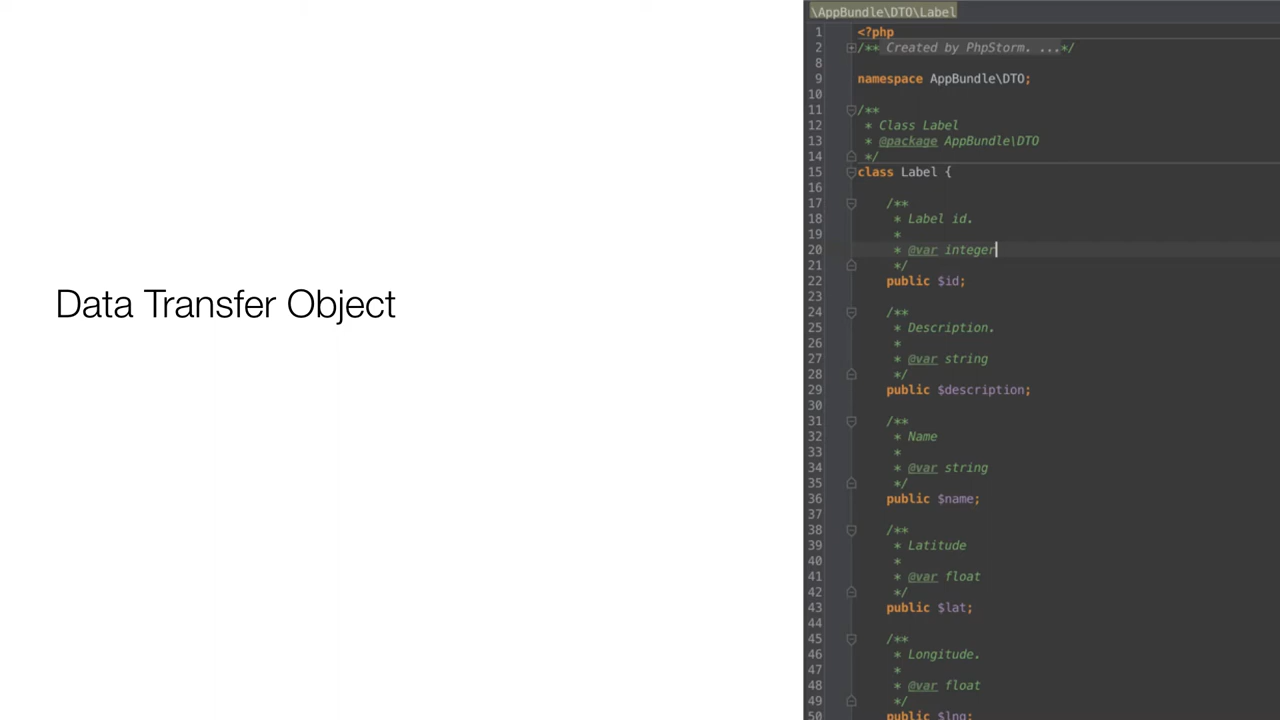 Data Transfer Object
\AppBundle\DTO\Label
1 <?php
2 /** Created by PhpStorm. ...*/
8
9 namespace AppBundle\DTO;
10
11 /**
12 * Class Label
13 * @package AppBundle\DTO
14 */
15 class Label {
16
17 /**
18 * Label id.
19 *
20 * @var integer
21 */
22 public $id;
23
24 /**
25 * Description.
26 *
27 * @var string
28 */
29 public $description;
30
31 /**
32 * Name
33 *
34 * @var string
35 */
36 public $name;
37
38 /**
39 * Latitude
40 *
41 * @var float
42 */
43 public $lat;
44
45 /**
46 * Longitude.
47 *
48 * @var float
49 */
50 public $lng;